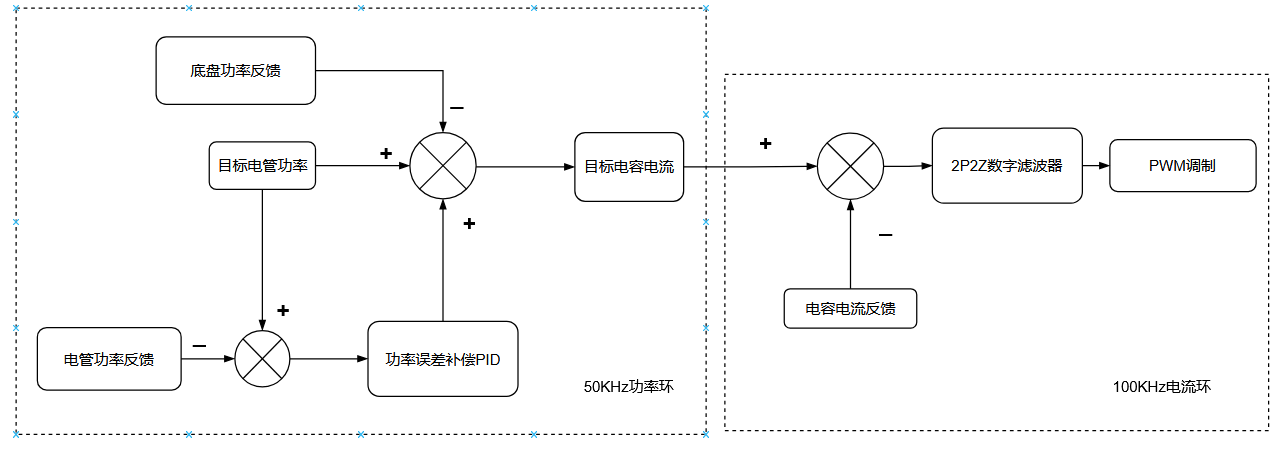 底盘功率反馈
目标电管功率
目标电容电流
2P2Z数字滤波器
PWM调制
电容电流反馈
电管功率反馈
功率误差补偿PID
50KHz功率环
100KHz电流环